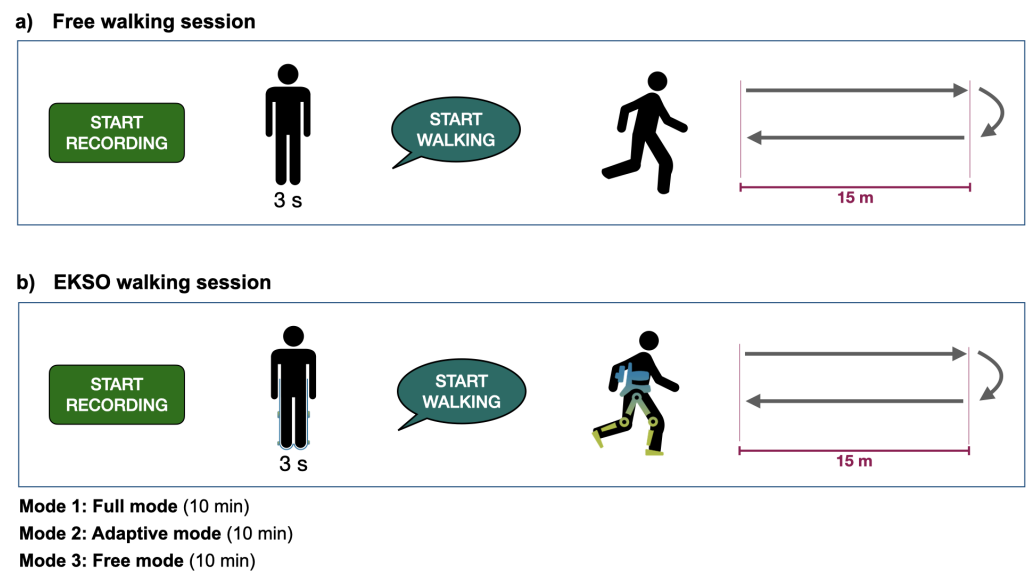 a) Free walking session
START
RECORDING
3 s
START
WALKING
15 m
b) EKSO walking session
START
RECORDING
3 s
START
WALKING
15 m
Mode 1: Full mode (10 min)
Mode 2: Adaptive mode (10 min)
Mode 3: Free mode (10 min)